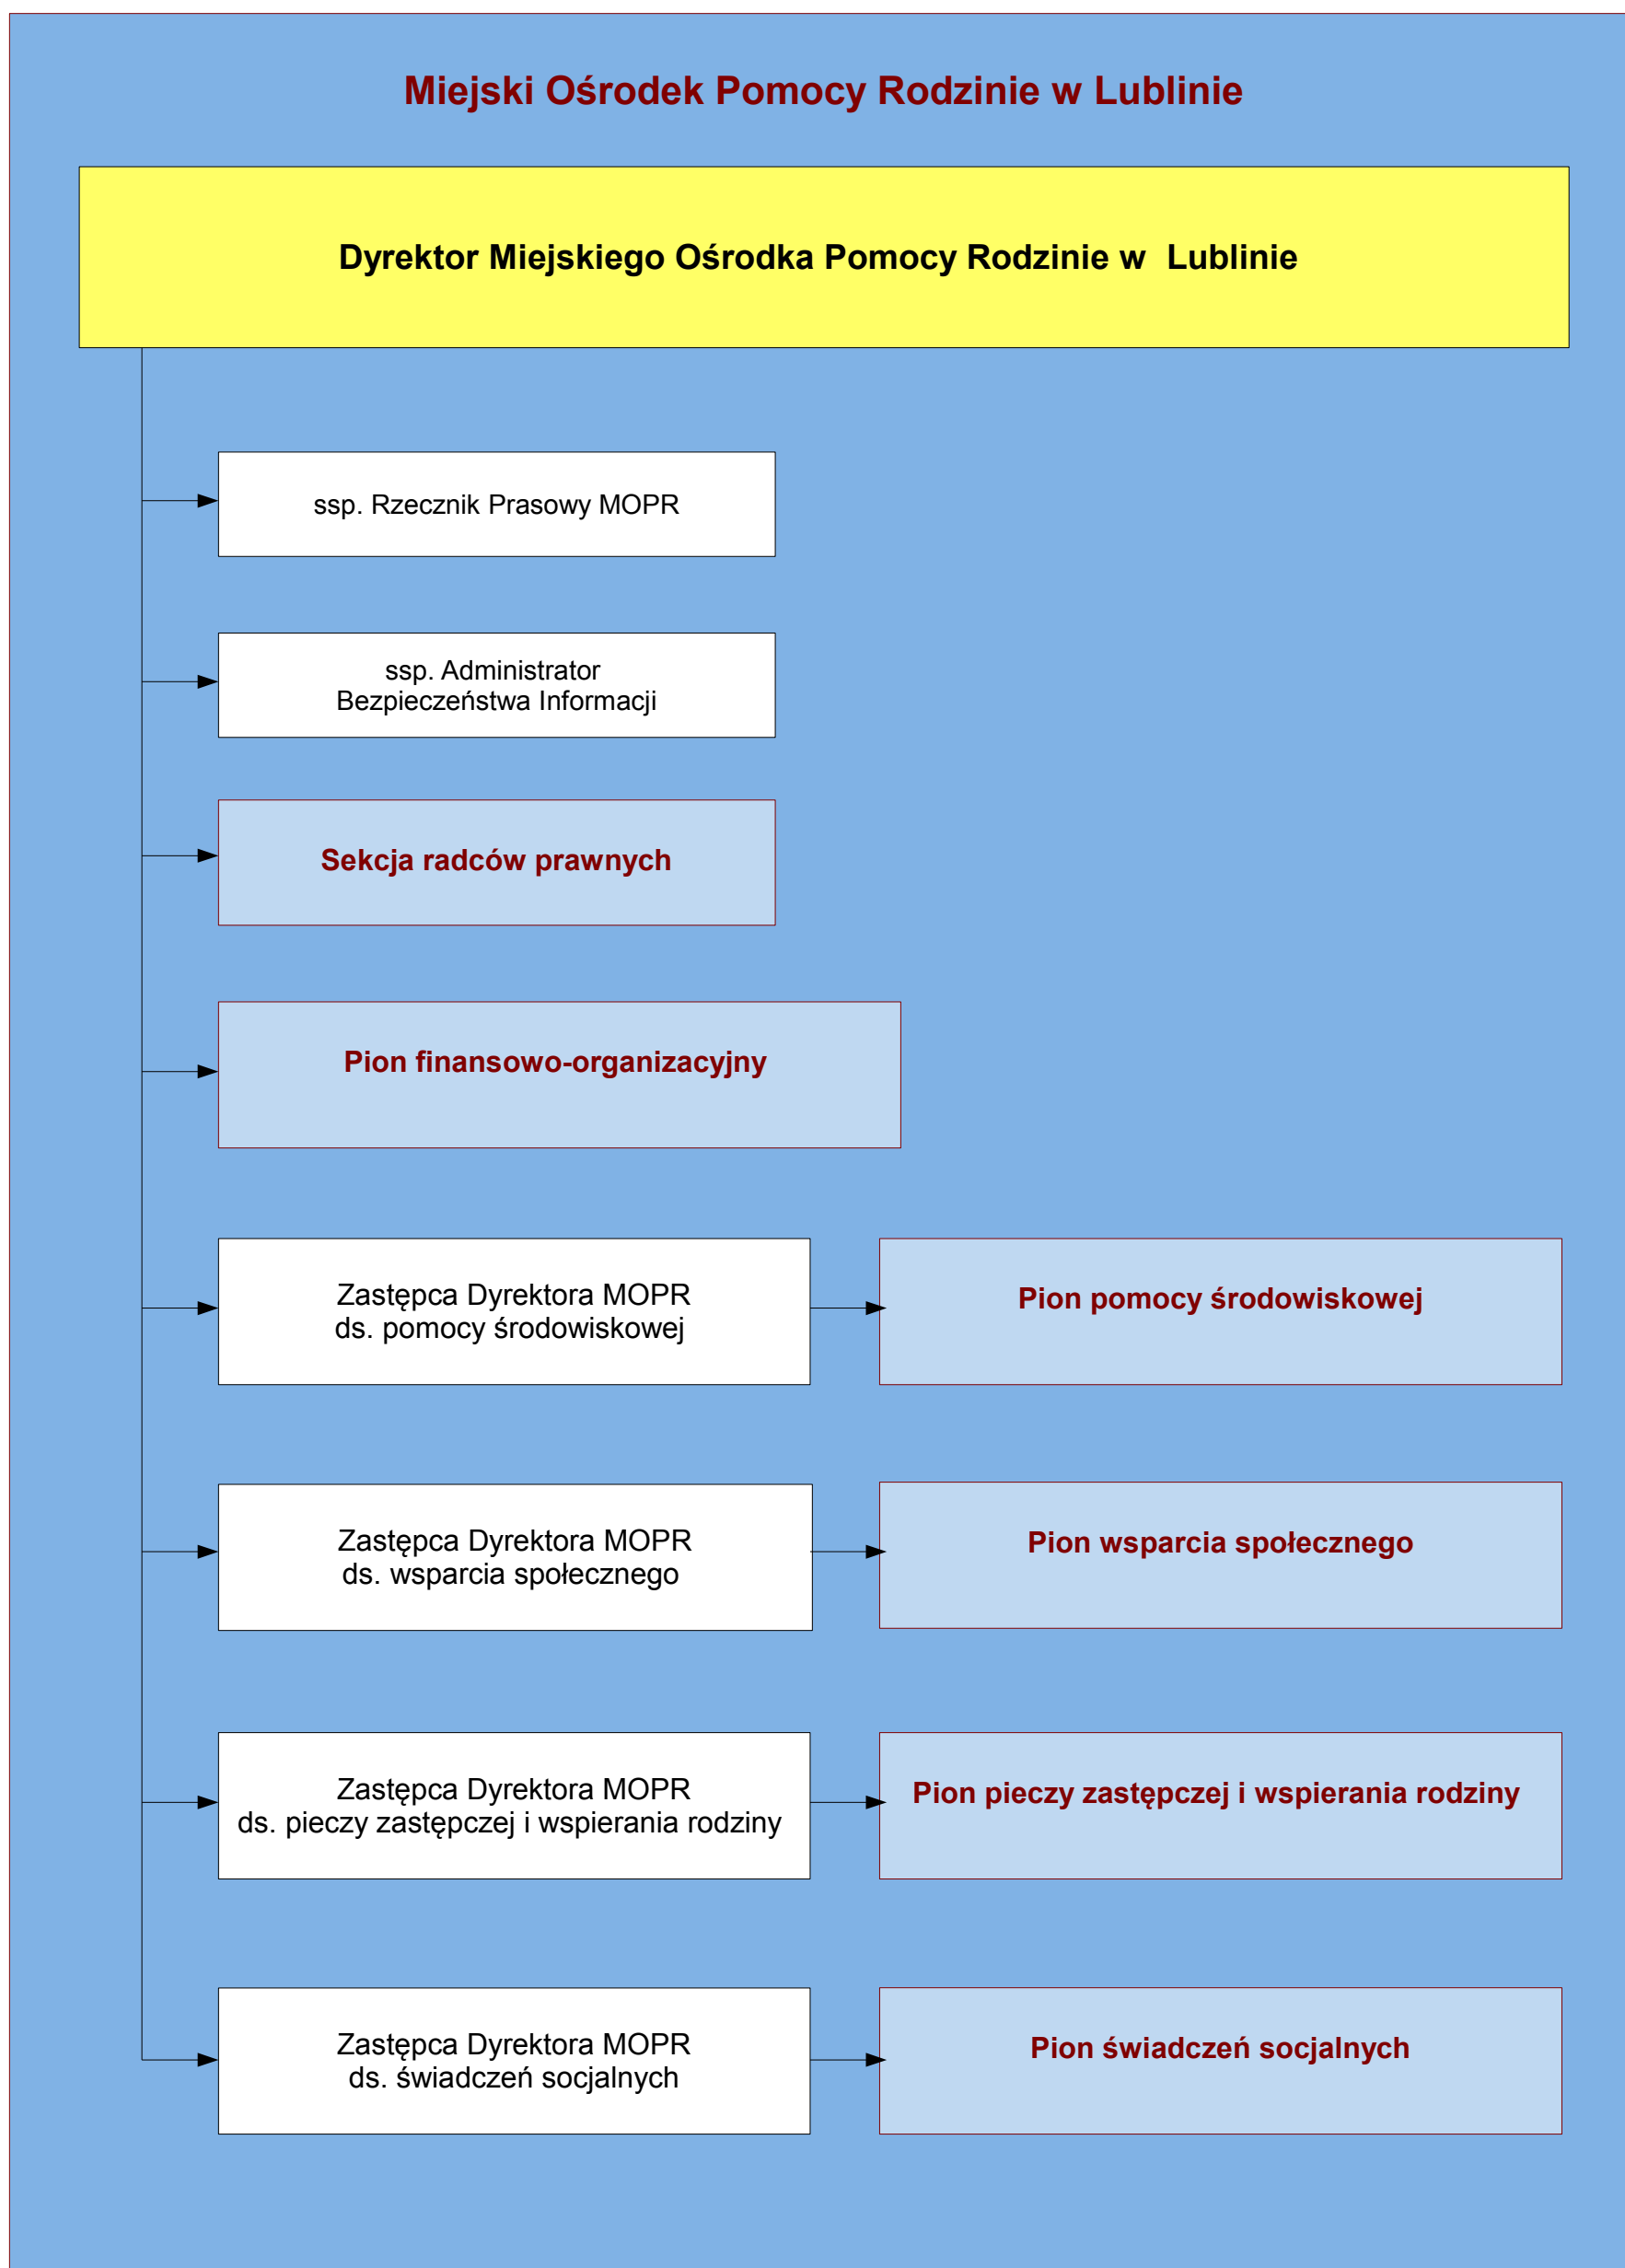 Miejski Ośrodek Pomocy Rodzinie w Lublinie
Dyrektor Miejskiego Ośrodka Pomocy Rodzinie w Lublinie
ssp. Rzecznik Prasowy MOPR
ssp. Administrator
Bezpieczeństwa Informacji
Sekcja radców prawnych
Pion finansowo-organizacyjny
Zastępca Dyrektora MOPR
ds. pomocy środowiskowej
Pion pomocy środowiskowej
Zastępca Dyrektora MOPR
ds. wsparcia społecznego
Pion wsparcia społecznego
Zastępca Dyrektora MOPR
ds. pieczy zastępczej i wspierania rodziny
Pion pieczy zastępczej i wspierania rodziny
Zastępca Dyrektora MOPR
ds. świadczeń socjalnych
Pion świadczeń socjalnych